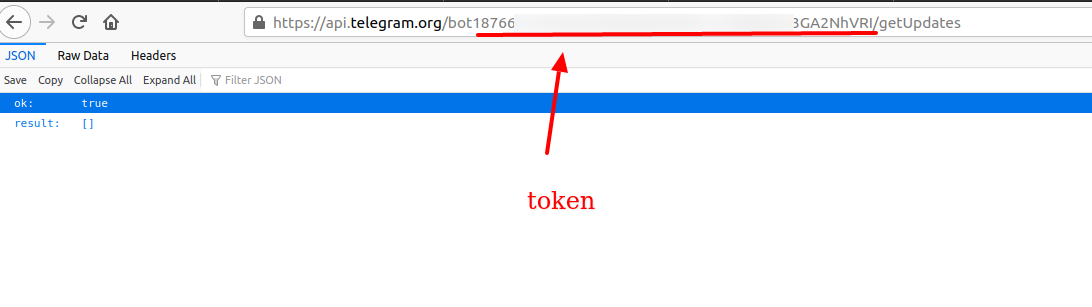 https://api.telegram.org/bot18766 3GA2NhVRI/getUpdates
JSON Raw Data Headers
Save Copy Collapse All Expand All Filter JSON
ok: true
result: []
token